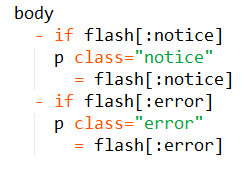 body
  - if flash[:notice]
    p class="notice"
      = flash[:notice]
  - if flash[:error]
    p class="error"
      = flash[:error]